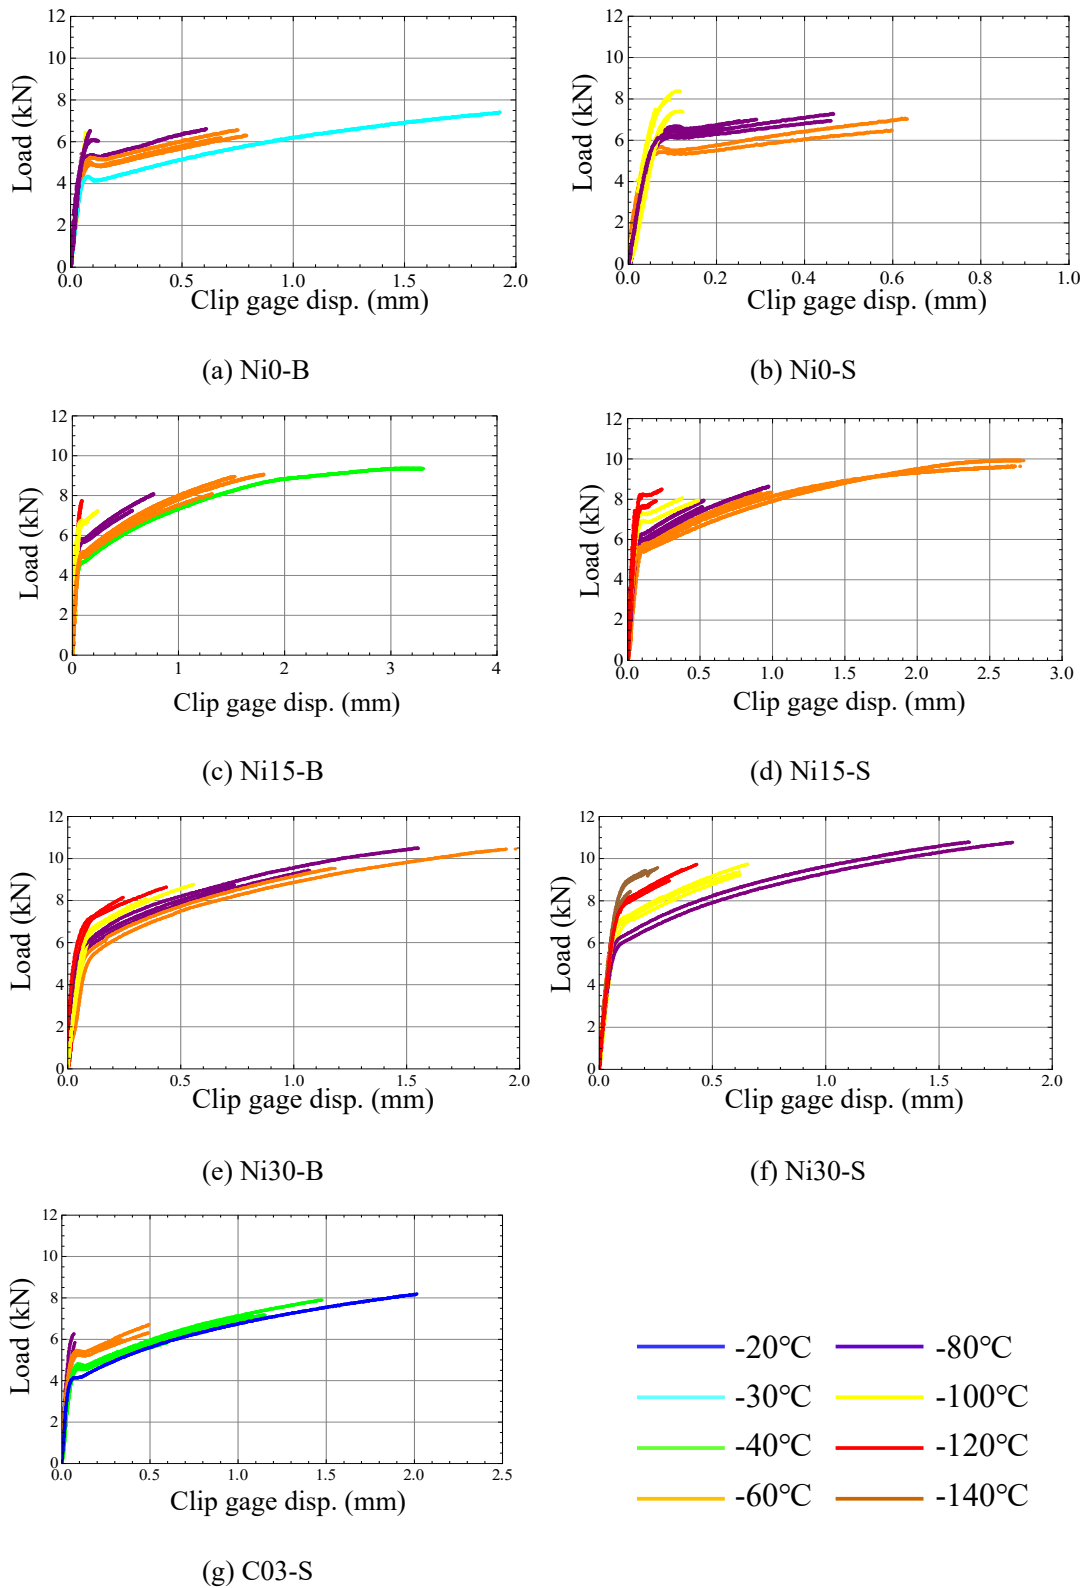 12
10
8
6
4
2
0
Load (kN)
0.0 0.5 1.0 1.5 2.0
Clip gage disp. (mm)
(a) Ni0-B
12
10
8
6
4
2
0
Load (kN)
0.0 0.2 0.4 0.6 0.8 1.0
Clip gage disp. (mm)
(b) Ni0-S
12
10
8
6
4
2
0
Load (kN)
0 1 2 3 4
Clip gage disp. (mm)
(c) Ni15-B
12
10
8
6
4
2
0
Load (kN)
0.0 0.5 1.0 1.5 2.0 2.5 3.0
Clip gage disp. (mm)
(d) Ni15-S
12
10
8
6
4
2
0
Load (kN)
0.0 0.5 1.0 1.5 2.0
Clip gage disp. (mm)
(e) Ni30-B
12
10
8
6
4
2
0
Load (kN)
0.0 0.5 1.0 1.5 2.0
Clip gage disp. (mm)
(f) Ni30-S
12
10
8
6
4
2
0
Load (kN)
0.0 0.5 1.0 1.5 2.0 2.5
Clip gage disp. (mm)
(g) C03-S
-20℃ -80℃
-30℃ -100℃
-40℃ -120℃
-60℃ -140℃